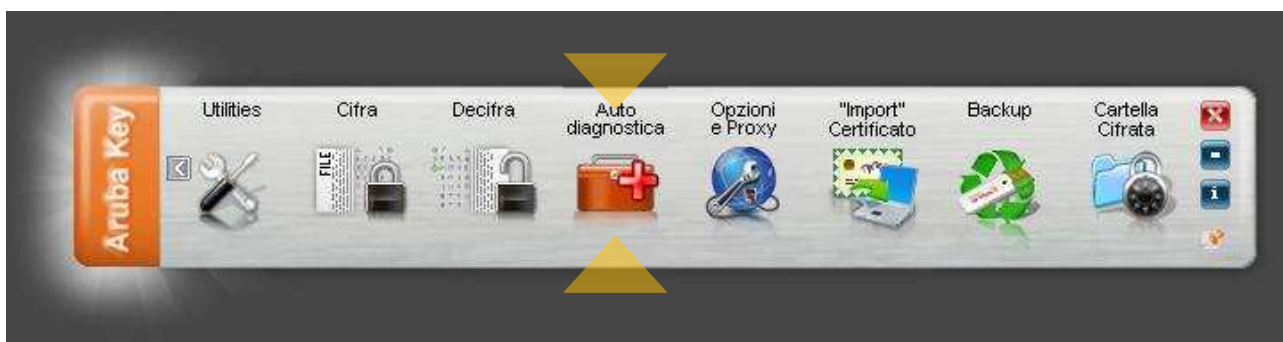 Aruba Key
Utilities
Cifra
Decifra
Auto
diagnostica
Opzioni
e Proxy
"Import"
Certificato
Backup
Cartella
Cifrata
FILE